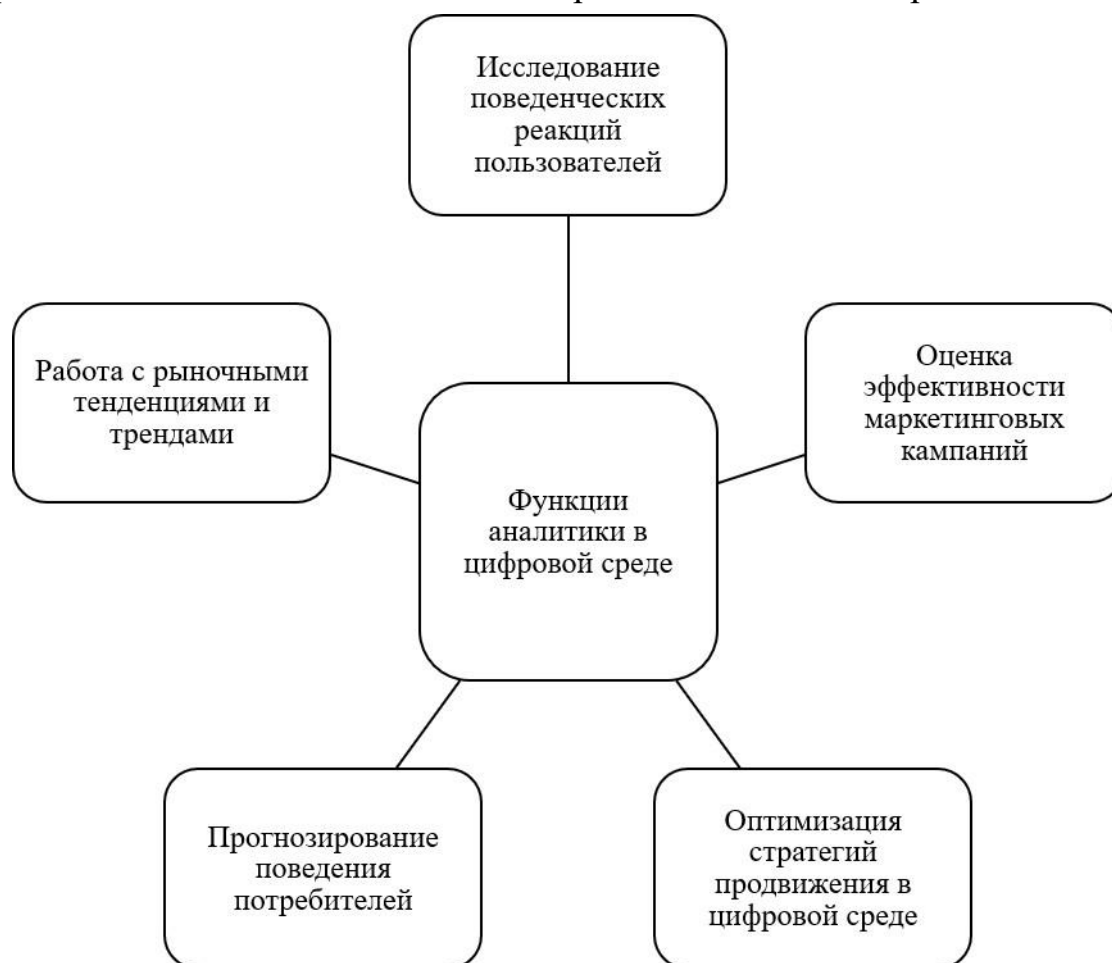 Исследование
поведенческих
реакций
пользователей
Работа с рыночными
тенденциями и
трендами
Оценка
эффективности
маркетинговых
кампаний
Функции
аналитики в
цифровой среде
Прогнозирование
поведения
потребителей
Оптимизация
стратегий
продвижения в
цифровой среде